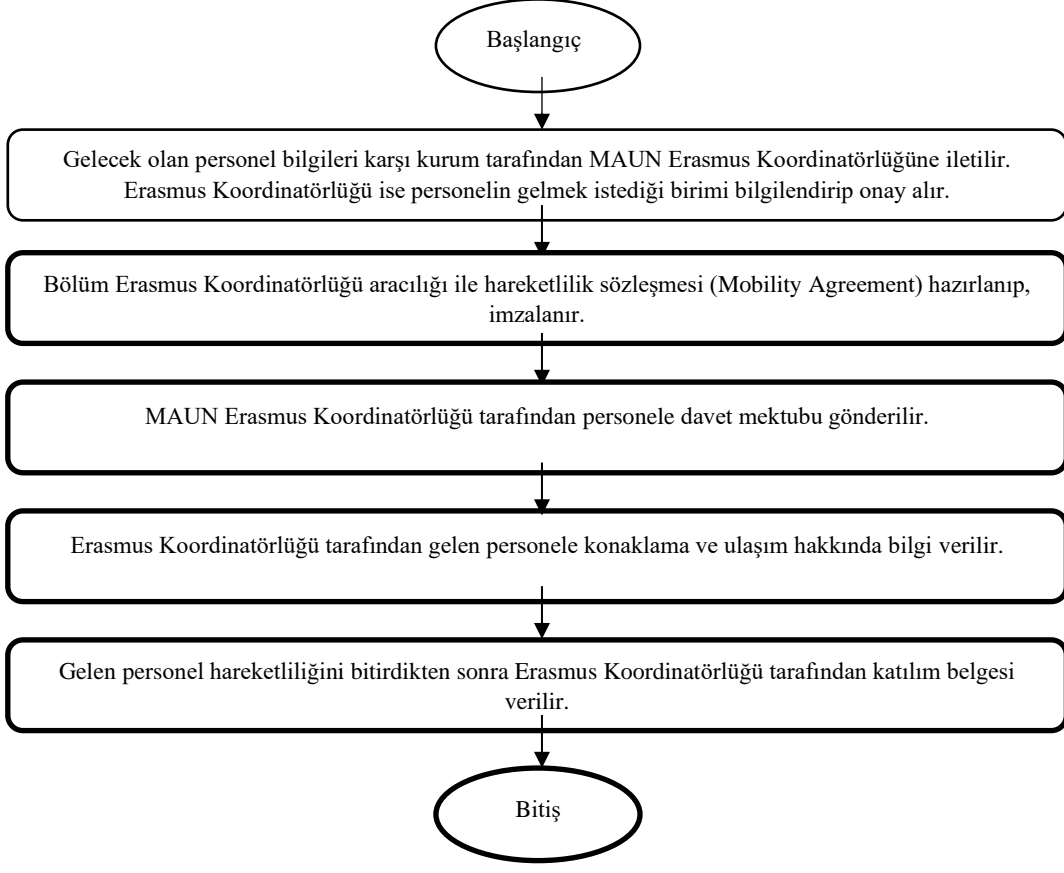 Başlangıç
Gelecek olan personel bilgileri karşı kurum tarafından MAUN Erasmus Koordinatörlüğüne iletilir.
Erasmus Koordinatörlüğü ise personelin gelmek istediği birimi bilgilendirip onay alır.
Bölüm Erasmus Koordinatörlüğü aracılığı ile hareketlilik sözleşmesi (Mobility Agreement) hazırlanıp,
imzalanır.
MAUN Erasmus Koordinatörlüğü tarafından personele davet mektubu gönderilir.
Erasmus Koordinatörlüğü tarafından gelen personele konaklama ve ulaşım hakkında bilgi verilir.
Gelen personel hareketliliğini bitirdikten sonra Erasmus Koordinatörlüğü tarafından katılım belgesi
verilir.
Bitiş